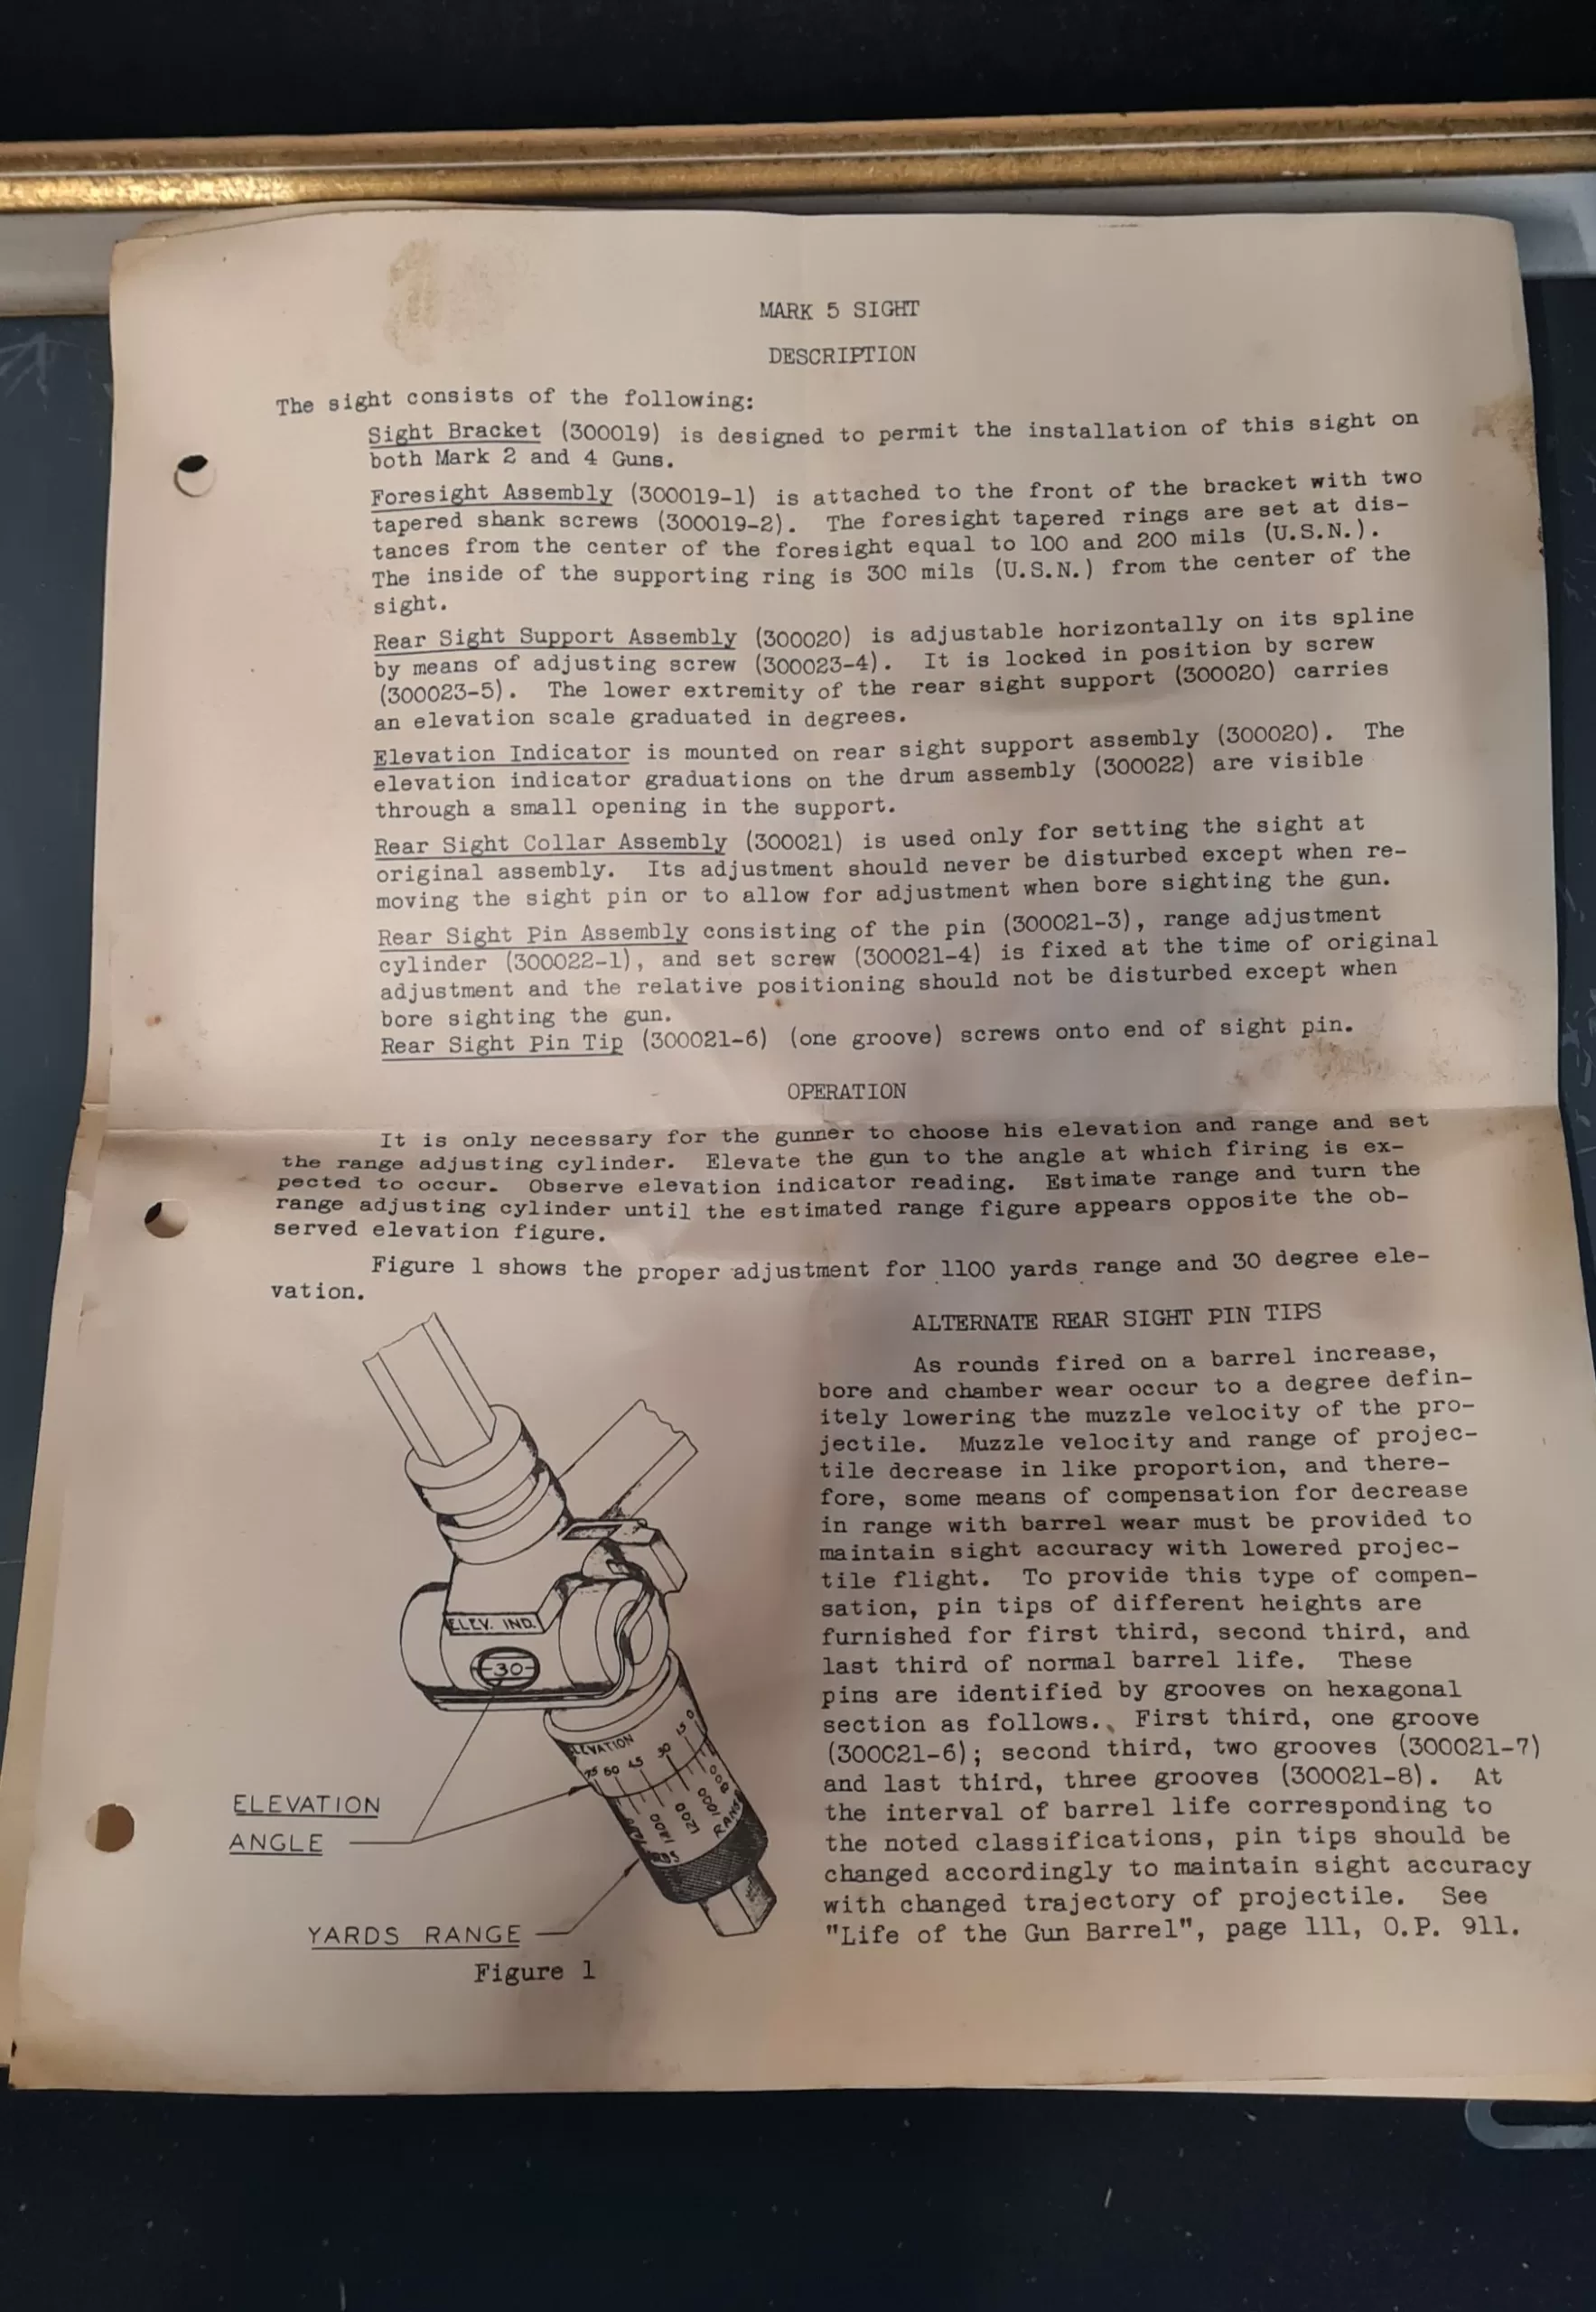 MARK 5 SIGHT
DESCRIPTION
The sight consists of the following:
Sight Bracket (300019) is designed to permit the installation of this sight on
both Mark 2 and 4 Guns.
Foresight Assembly (300019-1) is attached to the front of the bracket with two
tapered shank screws (300019-2). The foresight tapered rings are set at dis-
tances from the center of the foresight equal to 100 and 200 mils (U.S.N.).
The inside of the supporting ring is 300 mils (U.S.N.) from the center of the
sight.
Rear Sight Support Assembly (300020) is adjustable horizontally on its spline
by means of adjusting screw (300023-4). It is locked in position by screw
(300023-5). The lower extremity of the rear sight support (300020) carries
an elevation scale graduated in degrees.
Elevation Indicator is mounted on rear sight support assembly (300020). The
elevation indicator graduations on the drum assembly (300022) are visible
through a small opening in the support.
Rear Sight Collar Assembly (300021) is used only for setting the sight at
original assembly. Its adjustment should never be disturbed except when re-
moving the sight pin or to allow for adjustment when bore sighting the gun.
Rear Sight Pin Assembly consisting of the pin (300021-3), range adjustment
cylinder (300022-1), and set screw (300021-4) is fixed at the time of original
adjustment and the relative positioning should not be disturbed except when
bore sighting the gun.
Rear Sight Pin Tip (300021-6) (one groove) screws onto end of sight pin.
OPERATION
It is only necessary for the gunner to choose his elevation and range and set
the range adjusting cylinder. Elevate the gun to the angle at which firing is ex-
pected to occur. Observe elevation indicator reading. Estimate range and turn the
range adjusting cylinder until the estimated range figure appears opposite the ob-
served elevation figure.
Figure 1 shows the proper adjustment for 1100 yards range and 30 degree ele-
vation.
ALTERNATE REAR SIGHT PIN TIPS
As rounds fired on a barrel increase,
bore and chamber wear occur to a degree defin-
itely lowering the muzzle velocity of the pro-
jectile. Muzzle velocity and range of projec-
tile decrease in like proportion, and there-
fore, some means of compensation for decrease
in range with barrel wear must be provided to
maintain sight accuracy with lowered projec-
tile flight. To provide this type of compen-
sation, pin tips of different heights are
furnished for first third, second third, and
last third of normal barrel life. These
pins are identified by grooves on hexagonal
section as follows. First third, one groove
(300021-6); second third, two grooves (300021-7)
and last third, three grooves (300021-8). At
the interval of barrel life corresponding to
the noted classifications, pin tips should be
changed accordingly to maintain sight accuracy
with changed trajectory of projectile. See
"Life of the Gun Barrel", page 111, O.P. 911.
ELEV. IND.
30
ELEVATION
75 60 45 30 15 0
1400 1200 1000 800
RANGE
ELEVATION
ANGLE
YARDS RANGE
Figure 1